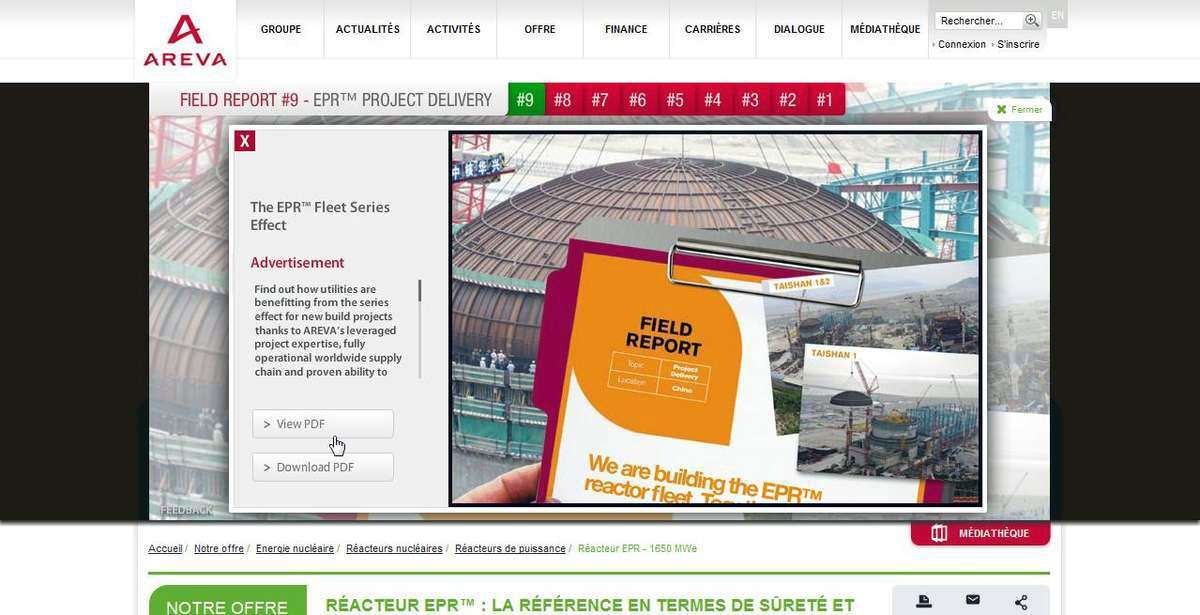 AREVA
GROUPE
ACTUALITÉS
ACTIVITÉS
OFFRE
FINANCE
CARRIÈRES
DIALOGUE
MÉDIATHÈQUE
Rechercher...
EN
› Connexion › S'inscrire
FIELD REPORT #9 - EPR™ PROJECT DELIVERY
#9 #8 #7 #6 #5 #4 #3 #2 #1
X Fermer
X
中核华兴
The EPR™ Fleet Series
Effect
Advertisement
Find out how utilities are
benefitting from the series
effect for new build projects
thanks to AREVA's leveraged
project expertise, fully
operational worldwide supply
chain and proven ability to
> View PDF
> Download PDF
TAISHAN 1&2
FIELD
REPORT
Topic Project
Delivery
Location China
TAISHAN 1
We are building the EPR™
reactor fleet.
FEEDBACK
MÉDIATHÈQUE
Accueil / Notre offre / Energie nucléaire / Réacteurs nucléaires / Réacteurs de puissance / Réacteur EPR - 1650 MWe
NOTRE OFFRE
RÉACTEUR EPR™ : LA RÉFÉRENCE EN TERMES DE SÛRETÉ ET